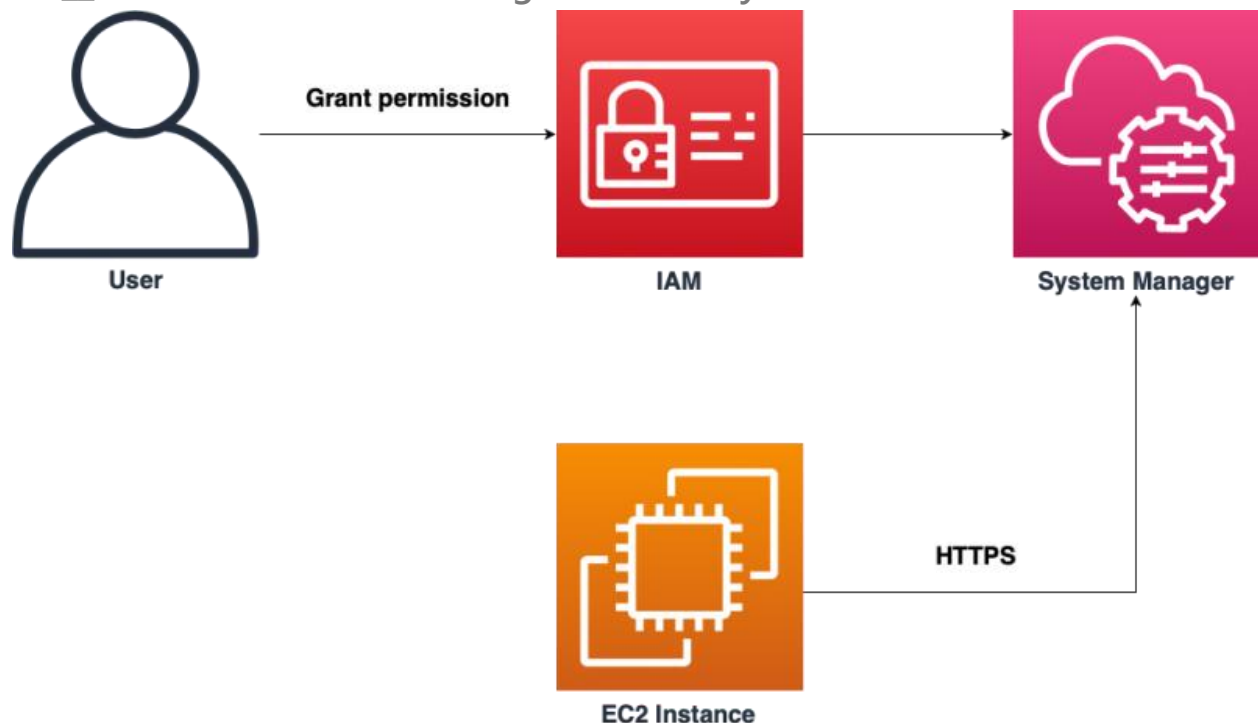 Grant permission
User
IAM
System Manager
HTTPS
EC2 Instance